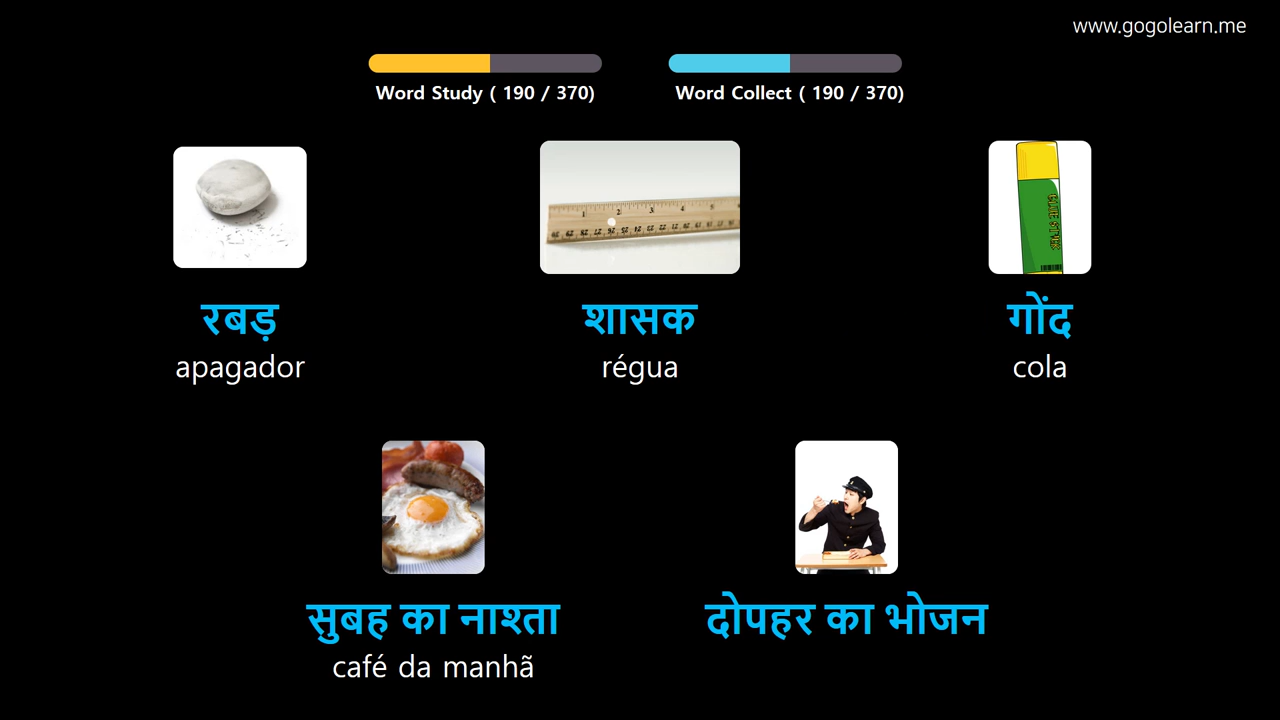 www.gogolearn.me
Word Study ( 190 / 370)
Word Collect ( 190 / 370)
रबड़
apagador
शासक
régua
गोंद
cola
सुबह का नाश्ता
café da manhã
दोपहर का भोजन